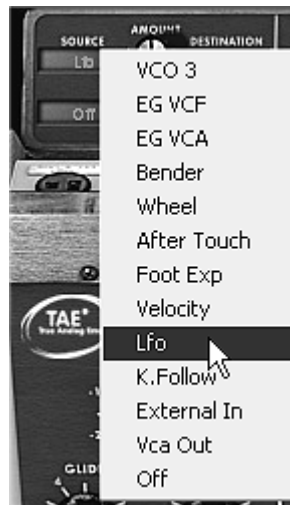 SOURCE AMOUNT DESTINATION
Lfo
VCO 3
Off
EG VCF
EG VCA
Bender
Wheel
After Touch
Foot Exp
Velocity
TAE®
True Analog
Lfo
K.Follow
External In
-2
Vca Out
GLIDE
Off